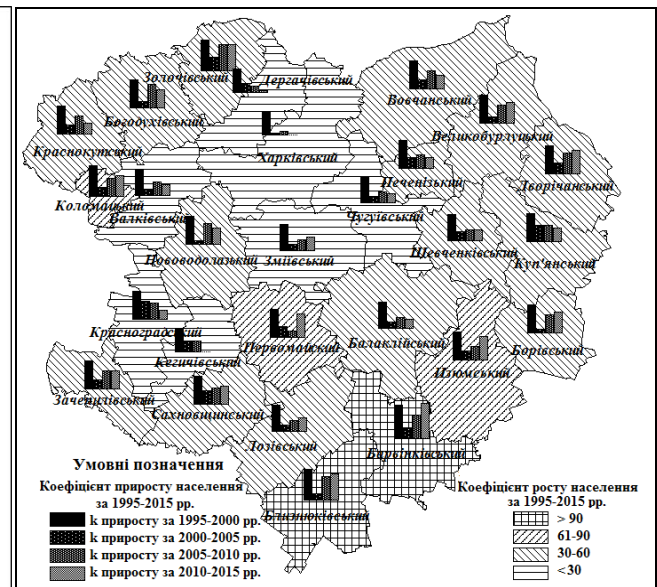 Золочівський
Дергачівський
Вовчанський
Богодухівський
Великобурлуцький
Краснокутський
Харківський
Печенізький
Дворічанський
Коломацький
Валківський
Чугуївський
Нововодолазький
Зміївський
Шевченківський
Куп'янський
Красноградський
Первомайский
Балаклійський
Борівський
Кегичівський
Изюмський
Зачепилівський
Сахновщинський
Лозівський
Барвінківський
Близнюківський
Умовні позначення
Коефіцієнт приросту населення
за 1995-2015 рр.
k приросту за 1995-2000 рр.
k приросту за 2000-2005 рр.
k приросту за 2005-2010 рр.
k приросту за 2010-2015 рр.
Коефіцієнт росту населення
за 1995-2015 рр.
> 90
61-90
30-60
<30